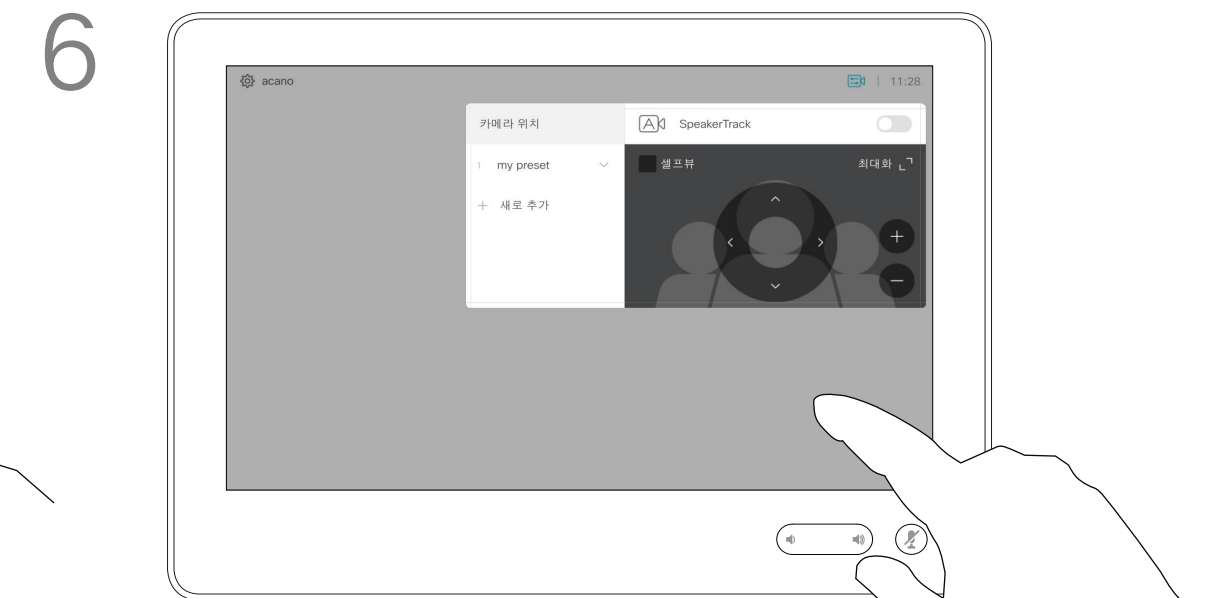 6
acano 11:28
카메라 위치
SpeakerTrack
1 my preset
셀프뷰
최대화
+ 새로 추가